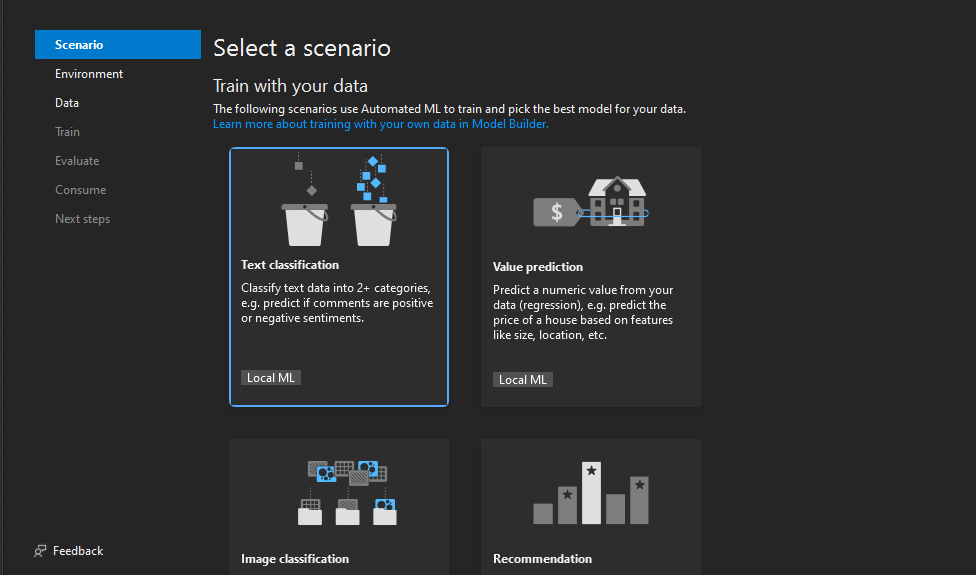 Scenario
Environment
Data
Train
Evaluate
Consume
Next steps
Feedback
Select a scenario
Train with your data
The following scenarios use Automated ML to train and pick the best model for your data.
Learn more about training with your own data in Model Builder.
Text classification
Classify text data into 2+ categories,
e.g. predict if comments are positive
or negative sentiments.
Local ML
$
Value prediction
Predict a numeric value from your
data (regression), e.g. predict the
price of a house based on features
like size, location, etc.
Local ML
Image classification
Recommendation